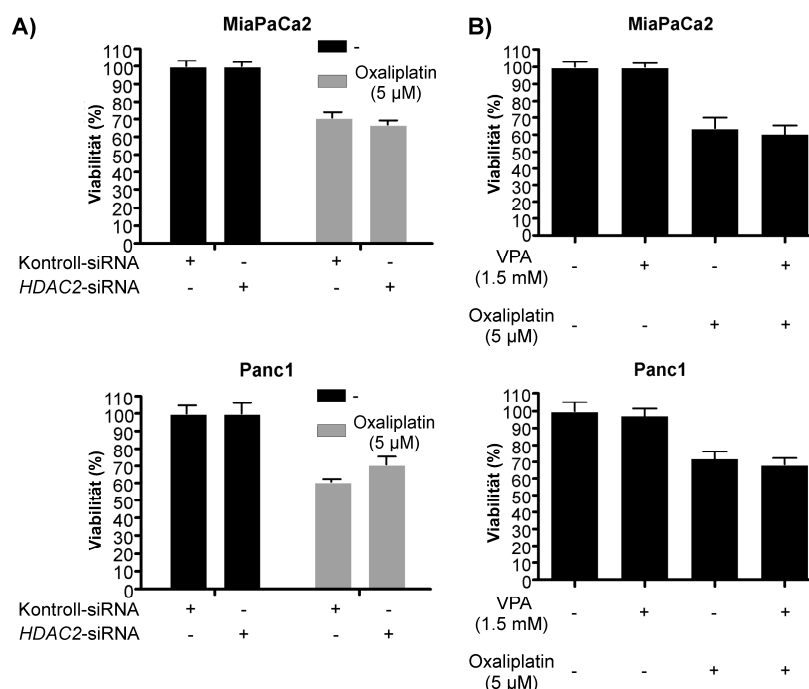 A)
MiaPaCa2
110
100
90
80
70
60
50
40
30
20
10
0
Viabilität (%)
-
Oxaliplatin
(5 µM)
Kontroll-siRNA + - + -
HDAC2-siRNA - + - +
B)
MiaPaCa2
110
100
90
80
70
60
50
40
30
20
10
0
Viabilität (%)
VPA
(1.5 mM) - + - +
Oxaliplatin
(5 µM) - - + +
Panc1
110
100
90
80
70
60
50
40
30
20
10
0
Viabilität (%)
-
Oxaliplatin
(5 µM)
Kontroll-siRNA + - + -
HDAC2-siRNA - + - +
Panc1
110
100
90
80
70
60
50
40
30
20
10
0
Viabilität (%)
VPA
(1.5 mM) - + - +
Oxaliplatin
(5 µM) - - + +